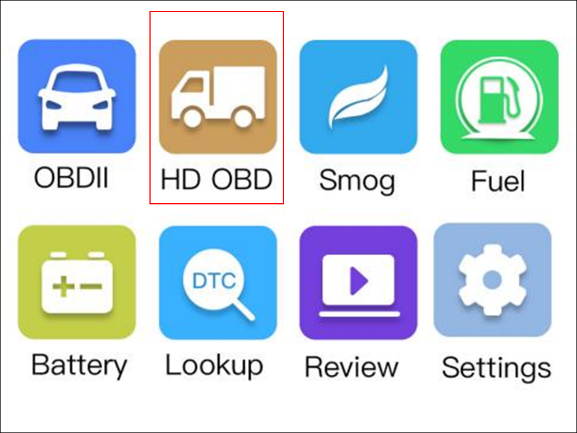 OBDII
HD OBD
Smog
Fuel
DTC
Battery
Lookup
Review
Settings